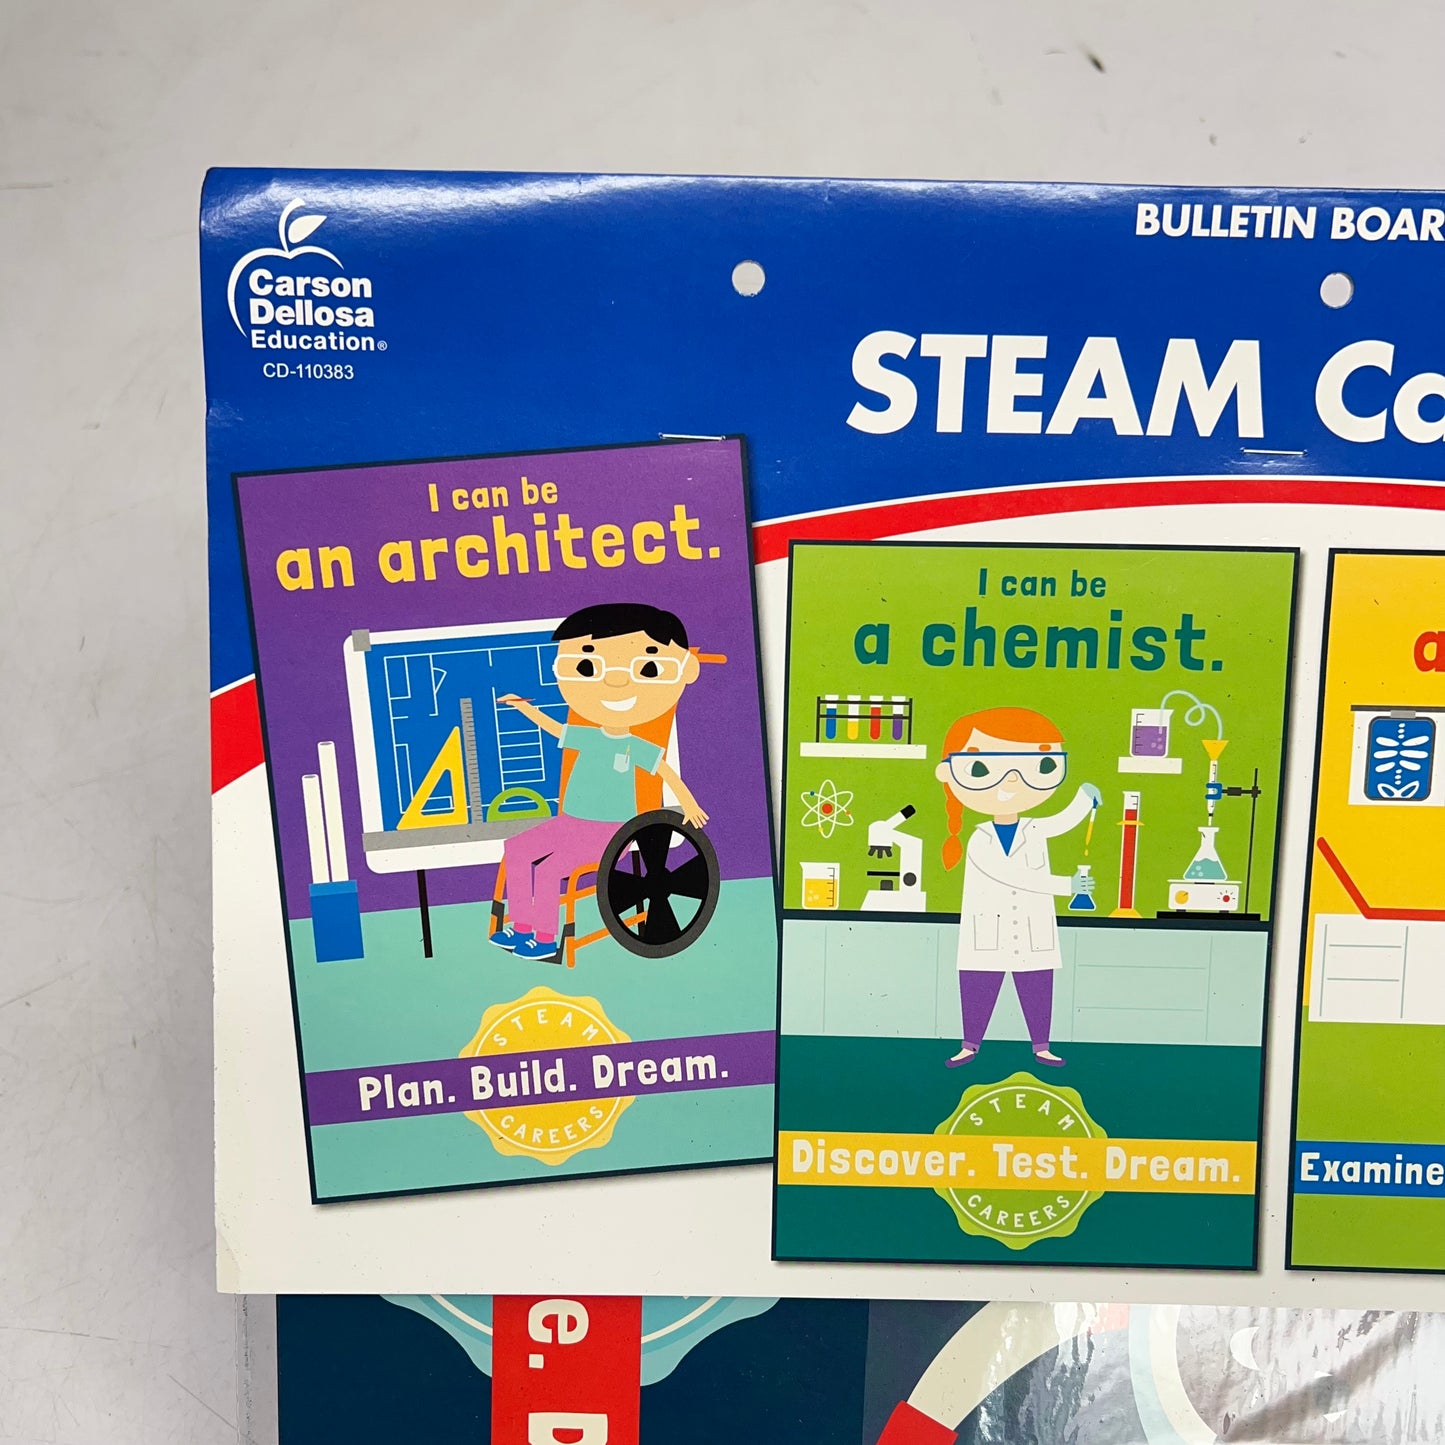 Carson
Dellosa
Education®
CD-110383
BULLETIN BOAR
STEAM Ca
I can be
an architect.
STEAM
Plan. Build. Dream.
CAREERS
I can be
a chemist.
STEAM
Discover. Test. Dream.
CAREERS
a
Examine
e. D